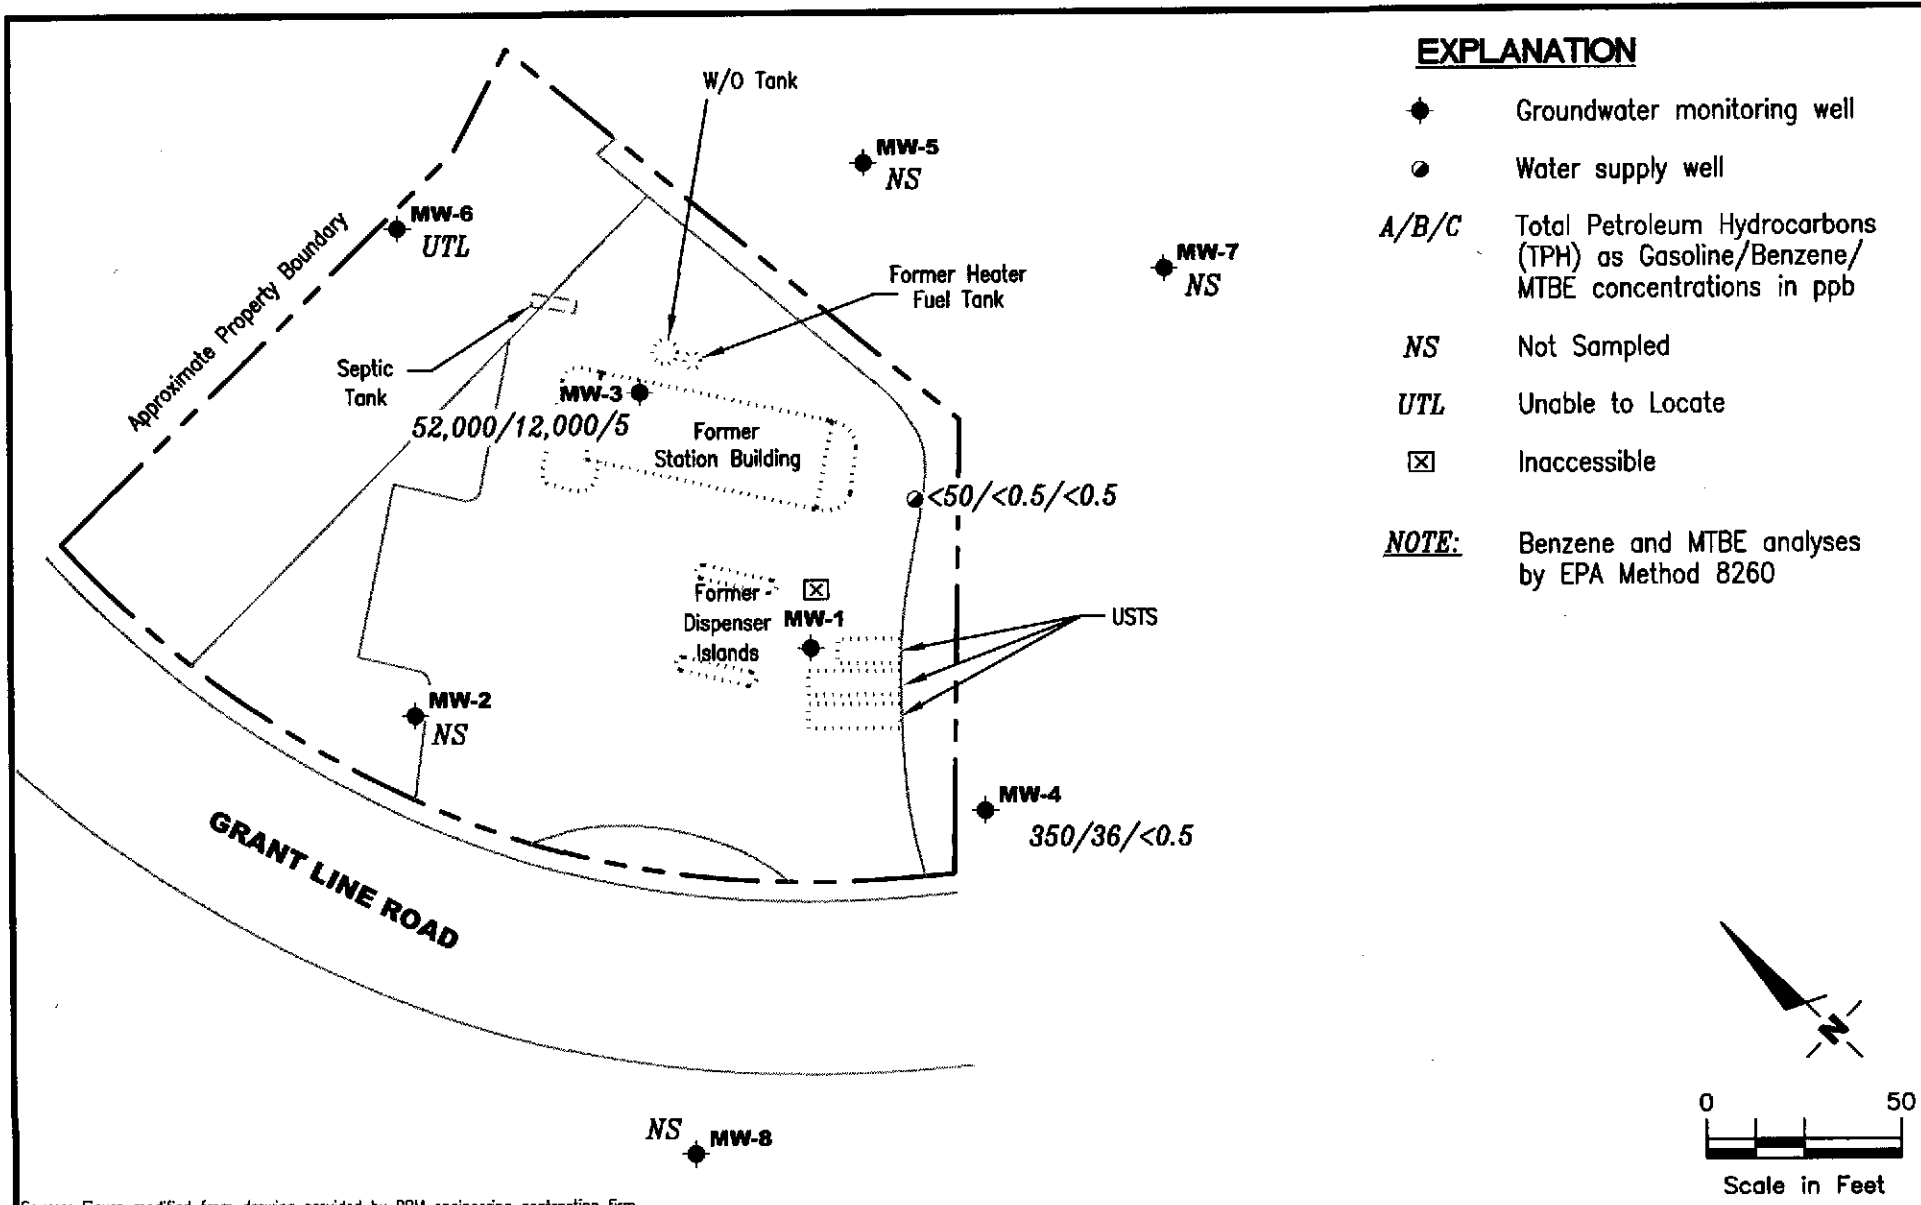 EXPLANATION
Groundwater monitoring well
Water supply well
A/B/C
Total Petroleum Hydrocarbons
(TPH) as Gasoline/Benzene/
MTBE concentrations in ppb
NS
Not Sampled
UTL
Unable to Locate
Inaccessible
NOTE:
Benzene and MTBE analyses
by EPA Method 8260
W/O Tank
MW-5
NS
MW-6
UTL
MW-7
NS
Approximate Property Boundary
Former Heater
Fuel Tank
Septic
Tank
MW-3
52,000/12,000/5
Former
Station Building
<50/<0.5/<0.5
Former
Dispenser
Islands
MW-1
USTS
MW-2
NS
MW-4
350/36/<0.5
GRANT LINE ROAD
NS
MW-8
N
0
50
Scale in Feet